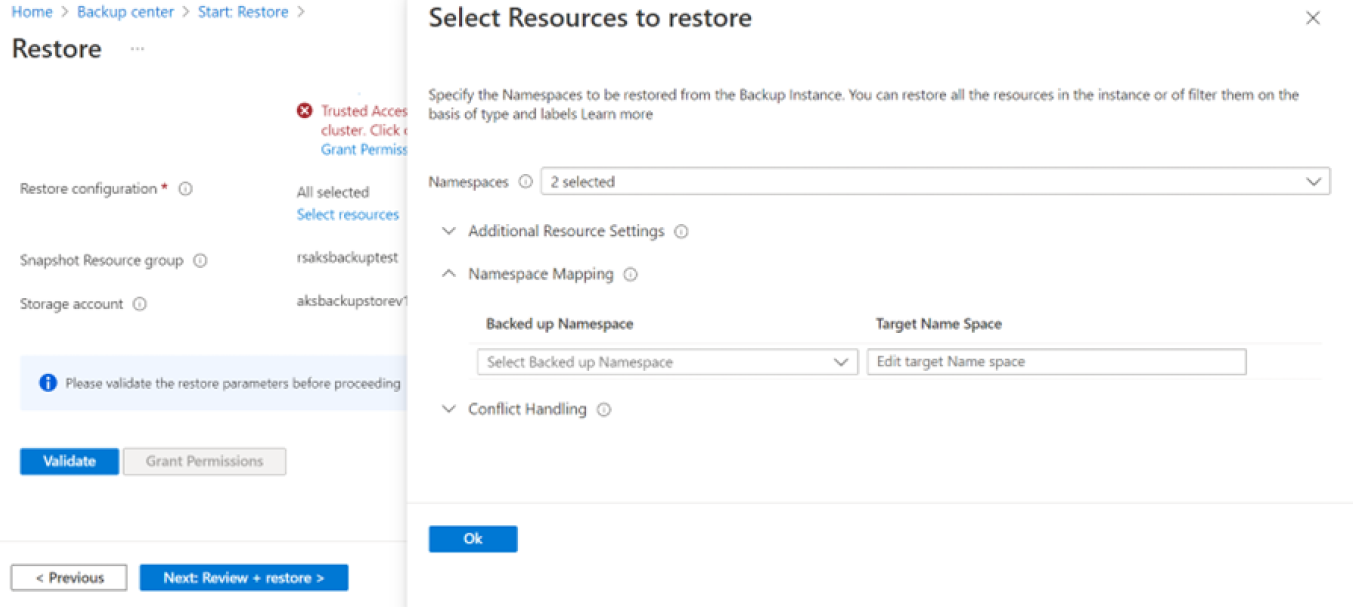 Home > Backup center > Start: Restore >
Restore ...
Trusted Acces
cluster. Click
Grant Permiss
Restore configuration *
All selected
Select resources
Snapshot Resource group
rsaksbackuptest
Storage account
aksbackupstorev1
Please validate the restore parameters before proceeding
Validate
Grant Permissions
< Previous
Next: Review + restore >
Select Resources to restore
Specify the Namespaces to be restored from the Backup Instance. You can restore all the resources in the instance or of filter them on the
basis of type and labels Learn more
Namespaces
2 selected
Additional Resource Settings
Namespace Mapping
Backed up Namespace
Target Name Space
Select Backed up Namespace
Edit target Name space
Conflict Handling
Ok